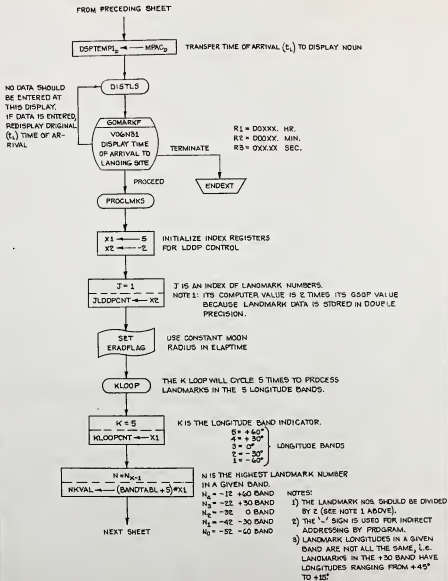 FROM PRECEDING SHEET
DSPTEMP1D ← MPACD
TRANSFER TIME OF ARRIVAL (tL) TO DISPLAY NOUN
NO DATA SHOULD
BE ENTERED AT
THIS DISPLAY.
IF DATA IS ENTERED,
REDISPLAY ORIGINAL
(tL) TIME OF AR-
RIVAL
DISTLS
GOMARKF
V06N31
DISPLAY TIME
OF ARRIVAL TO
LANDING SITE
R1 = 00XXX. HR.
R2 = 000XX. MIN.
R3 = 0XX.XX SEC.
TERMINATE
ENDEXT
PROCEED
PROCLMKS
X1 ← 5
X2 ← -2
INITIALIZE INDEX REGISTERS
FOR LOOP CONTROL
J = 1
JLOOPCNT ← X2
J IS AN INDEX OF LANDMARK NUMBERS.
NOTE 1: ITS COMPUTER VALUE IS 2 TIMES ITS GSOP VALUE
BECAUSE LANDMARK DATA IS STORED IN DOUBLE
PRECISION.
SET
ERADFLAG
USE CONSTANT MOON
RADIUS IN ELAPTIME
KLOOP
THE K LOOP WILL CYCLE 5 TIMES TO PROCESS
LANDMARKS IN THE 5 LONGITUDE BANDS.
K = 5
KLOOPCNT ← X1
K IS THE LONGITUDE BAND INDICATOR.
5 = +60°
4 = +30°
3 = 0°
2 = -30°
1 = -60°
LONGITUDE BANDS
N = NK-1
NKVAL ← (BANDTABL + 5)*X1
N IS THE HIGHEST LANDMARK NUMBER
IN A GIVEN BAND.
N4 = -12 +60 BAND
N3 = -22 +30 BAND
N2 = -32 0 BAND
N1 = -42 -30 BAND
N0 = -52 -60 BAND
NOTES:
1) THE LANDMARK NOS. SHOULD BE DIVIDED
BY 2 (SEE NOTE 1 ABOVE).
2) THE '-' SIGN IS USED FOR INDIRECT
ADDRESSING BY PROGRAM.
3) LANDMARK LONGITUDES IN A GIVEN
BAND ARE NOT ALL THE SAME, i.e.
LANDMARKS IN THE +30 BAND HAVE
LONGITUDES RANGING FROM +45°
TO +15°
NEXT SHEET